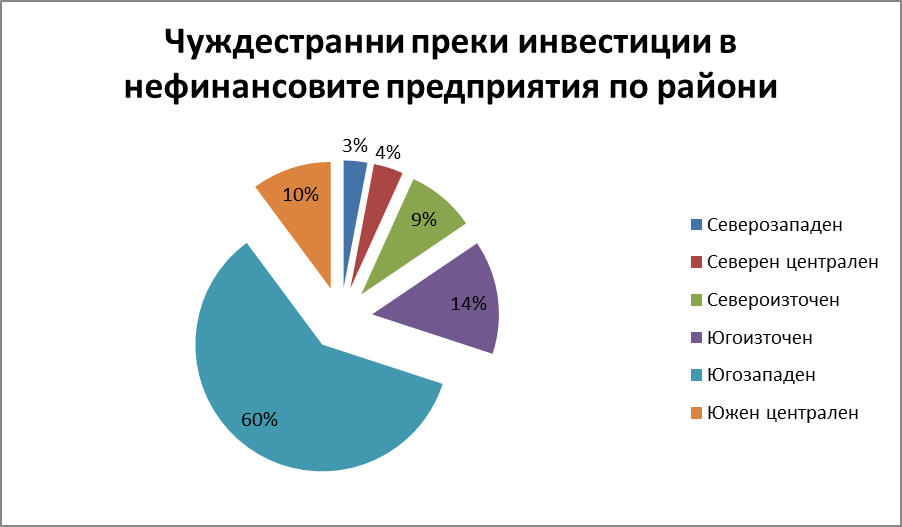 Чуждестранни преки инвестиции в
нефинансовите предприятия по райони
3%
4%
9%
14%
60%
10%
Северозападен
Северен централен
Североизточен
Югоизточен
Югозападен
Южен централен